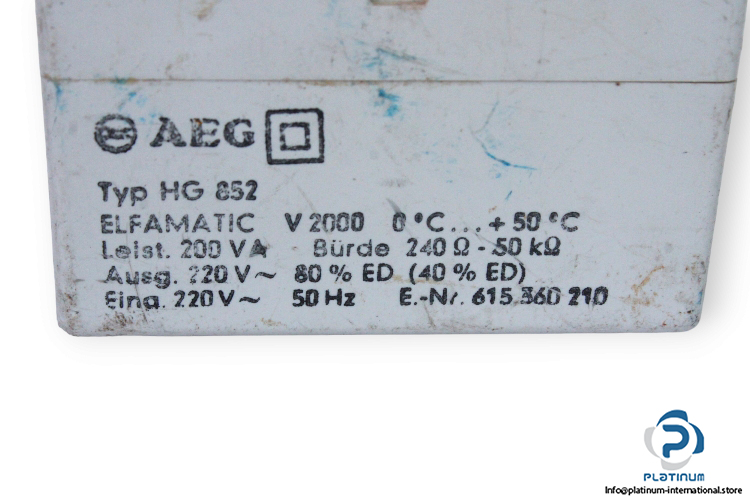 AEG
Typ HG 852
ELFAMATIC V 2000 0 °C ... + 50 °C
Leist. 200 VA Bürde 240 Ω - 50 kΩ
Ausg. 220 V ~ 80 % ED (40 % ED)
Eing. 220 V ~ 50 Hz E.-Nr. 615.360 210
PLATINUM
Info@platinum-international.store